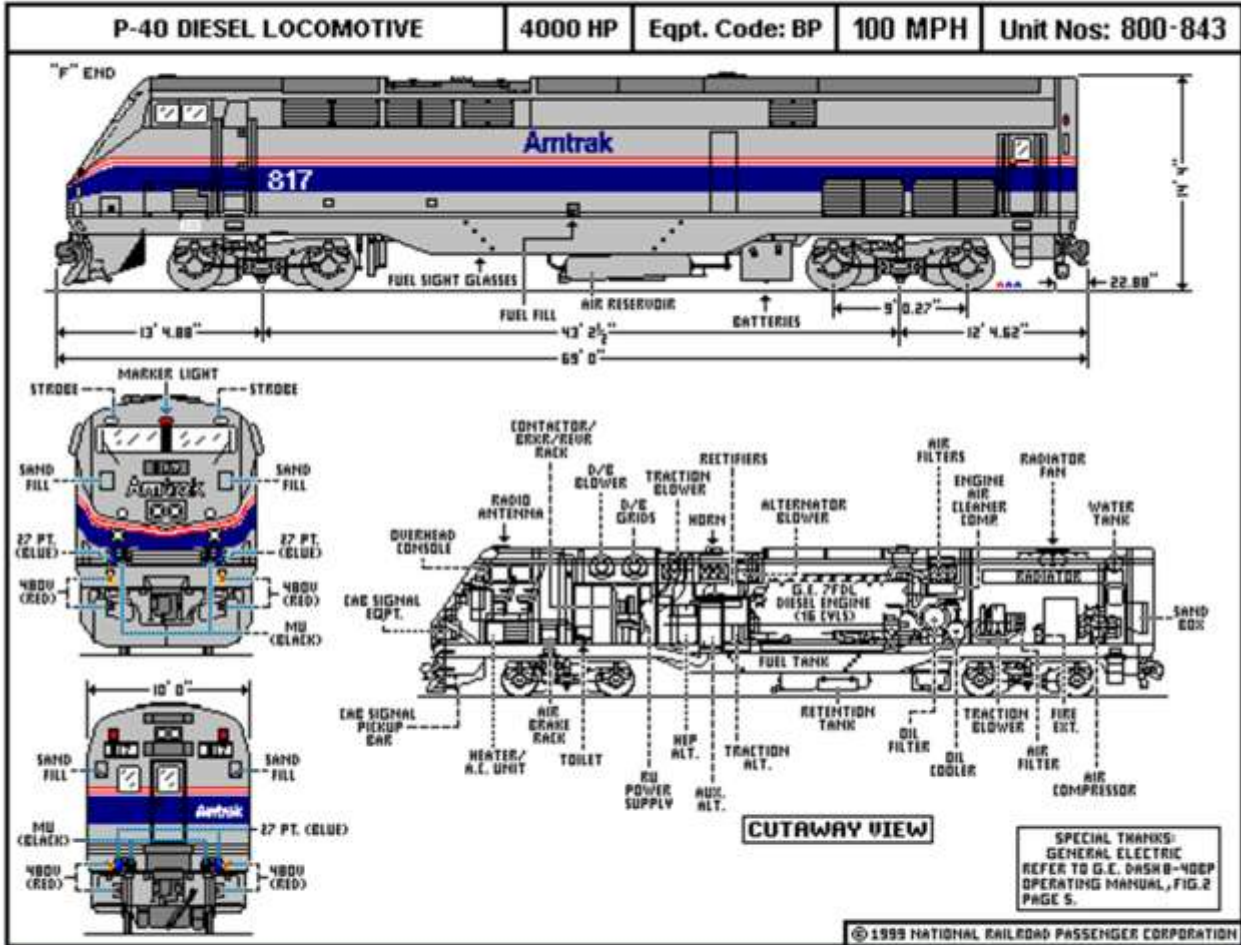 P-40 DIESEL LOCOMOTIVE
4000 HP
Eqpt. Code: BP
100 MPH
Unit Nos: 800-843
"F" END
Amtrak
817
14' 4"
FUEL SIGHT GLASSES
FUEL FILL
AIR RESERVOIR
BATTERIES
9' 0.27"
22.88"
13' 4.88"
43' 2½"
12' 4.62"
69' 0"
MARKER LIGHT
STROBE
STROBE
SAND
FILL
SAND
FILL
817
Amtrak
27 PT.
(BLUE)
27 PT.
(BLUE)
480V
(RED)
480V
(RED)
MU
(BLACK)
10' 0"
817
817
SAND
FILL
SAND
FILL
Amtrak
MU
(BLACK)
27 PT. (BLUE)
480V
(RED)
480V
(RED)
CONTACTOR/
BRKR/REVR
RACK
D/B
BLOWER
D/B
GRIDS
TRACTION
BLOWER
RECTIFIERS
HORN
ALTERNATOR
BLOWER
AIR
FILTERS
ENGINE
AIR
CLEANER
COMP.
RADIATOR
FAN
WATER
TANK
RADIO
ANTENNA
OVERHEAD
CONSOLE
CAB SIGNAL
EQPT.
G.E. 7FDL
DIESEL ENGINE
(16 CYLS)
RADIATOR
SAND
BOX
FUEL TANK
CAB SIGNAL
PICKUP
BAR
HEATER/
A.C. UNIT
AIR
BRAKE
RACK
TOILET
RU
POWER
SUPPLY
HEP
ALT.
AUX.
ALT.
TRACTION
ALT.
RETENTION
TANK
OIL
FILTER
OIL
COOLER
TRACTION
BLOWER
AIR
FILTER
FIRE
EXT.
AIR
COMPRESSOR
CUTAWAY VIEW
SPECIAL THANKS:
GENERAL ELECTRIC
REFER TO G.E. DASH 8-40BP
OPERATING MANUAL, FIG.2
PAGE 5.
© 1999 NATIONAL RAILROAD PASSENGER CORPORATION